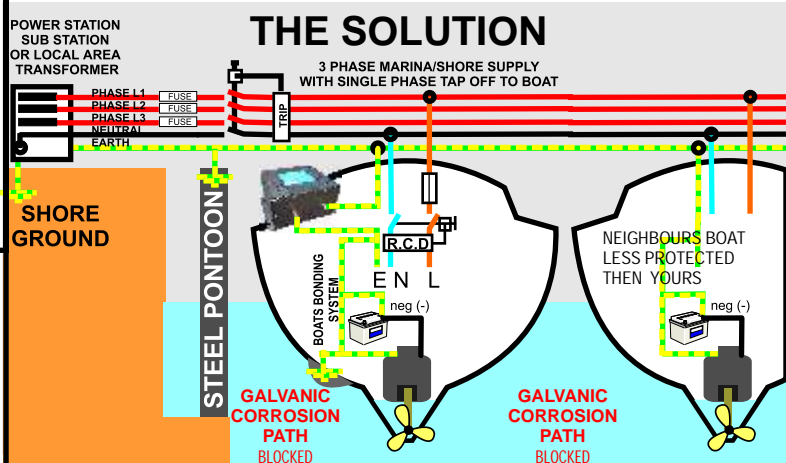 POWER STATION
SUB STATION
OR LOCAL AREA
TRANSFORMER
THE SOLUTION
3 PHASE MARINA/SHORE SUPPLY
WITH SINGLE PHASE TAP OFF TO BOAT
PHASE L1
FUSE
PHASE L2
FUSE
PHASE L3
FUSE
NEUTRAL
EARTH
TRIP
SHORE
GROUND
STEEL PONTOON
R.C.D
E N L
BOATS BONDING
SYSTEM
neg (-)
NEIGHBOURS BOAT
LESS PROTECTED
THEN YOURS
neg (-)
GALVANIC
CORROSION
PATH
BLOCKED
GALVANIC
CORROSION
PATH
BLOCKED